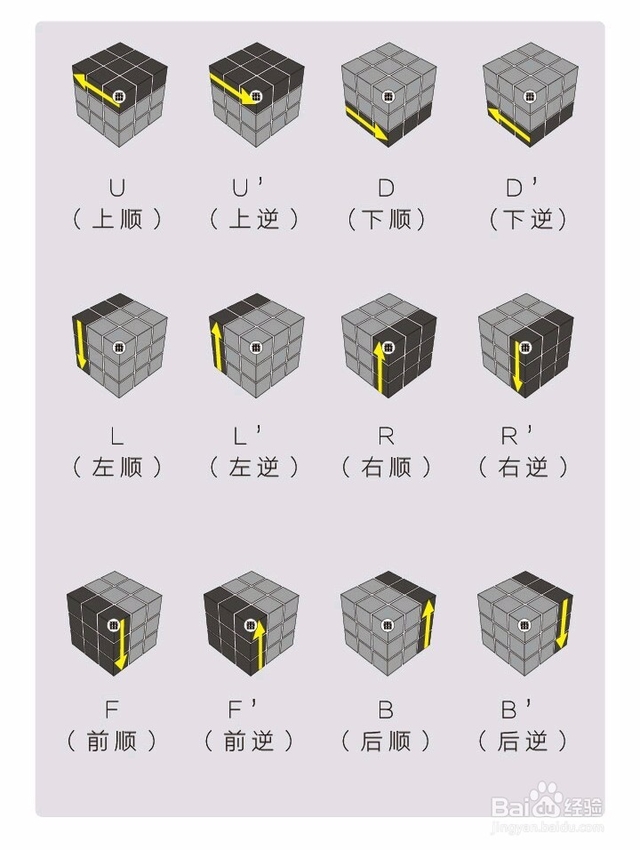 U U’ D D’
（上顺） （上逆） （下顺） （下逆）
L L’ R R’
（左顺） （左逆） （右顺） （右逆）
F F’ B B’
（前顺） （前逆） （后顺） （后逆）
Baidu经验
jingyan.baidu.com